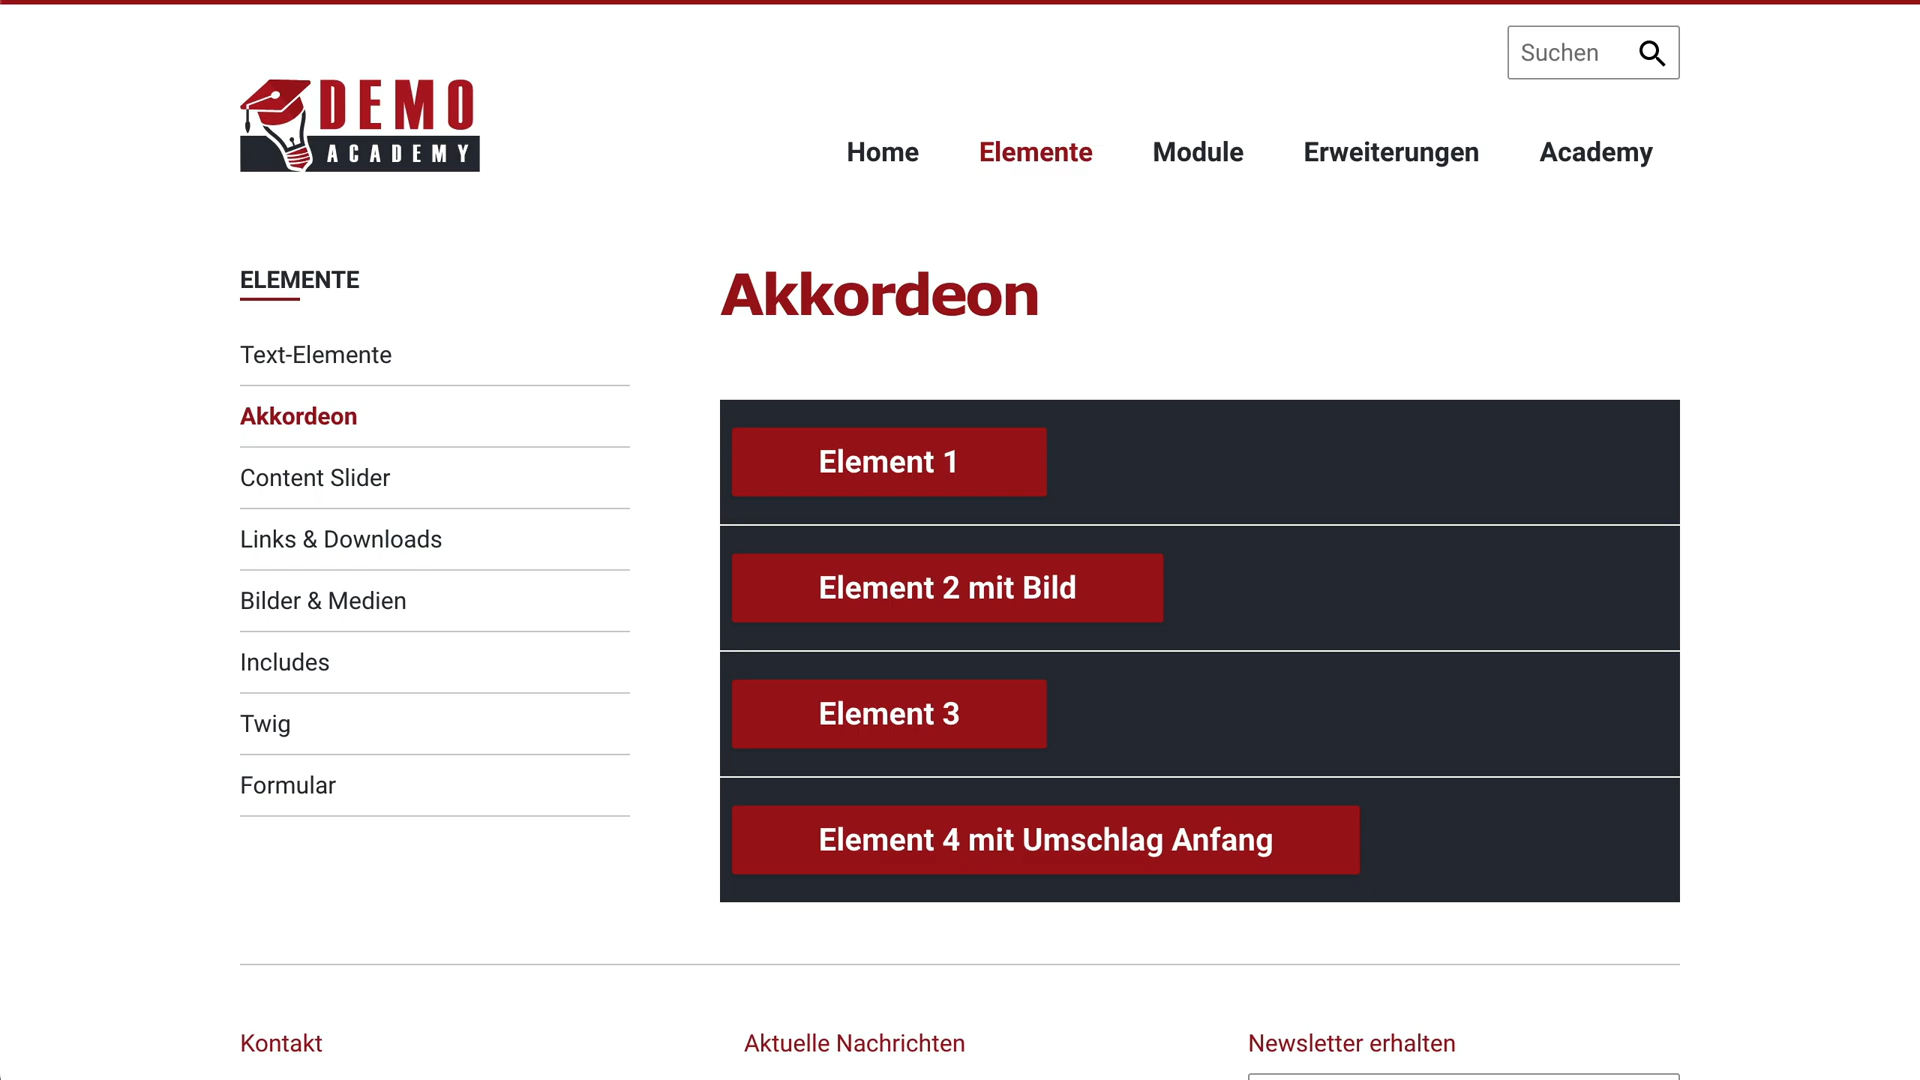 Suchen
DEMO
ACADEMY
Home Elemente Module Erweiterungen Academy
ELEMENTE
Text-Elemente
Akkordeon
Content Slider
Links & Downloads
Bilder & Medien
Includes
Twig
Formular
Akkordeon
Element 1
Element 2 mit Bild
Element 3
Element 4 mit Umschlag Anfang
Kontakt
Aktuelle Nachrichten
Newsletter erhalten